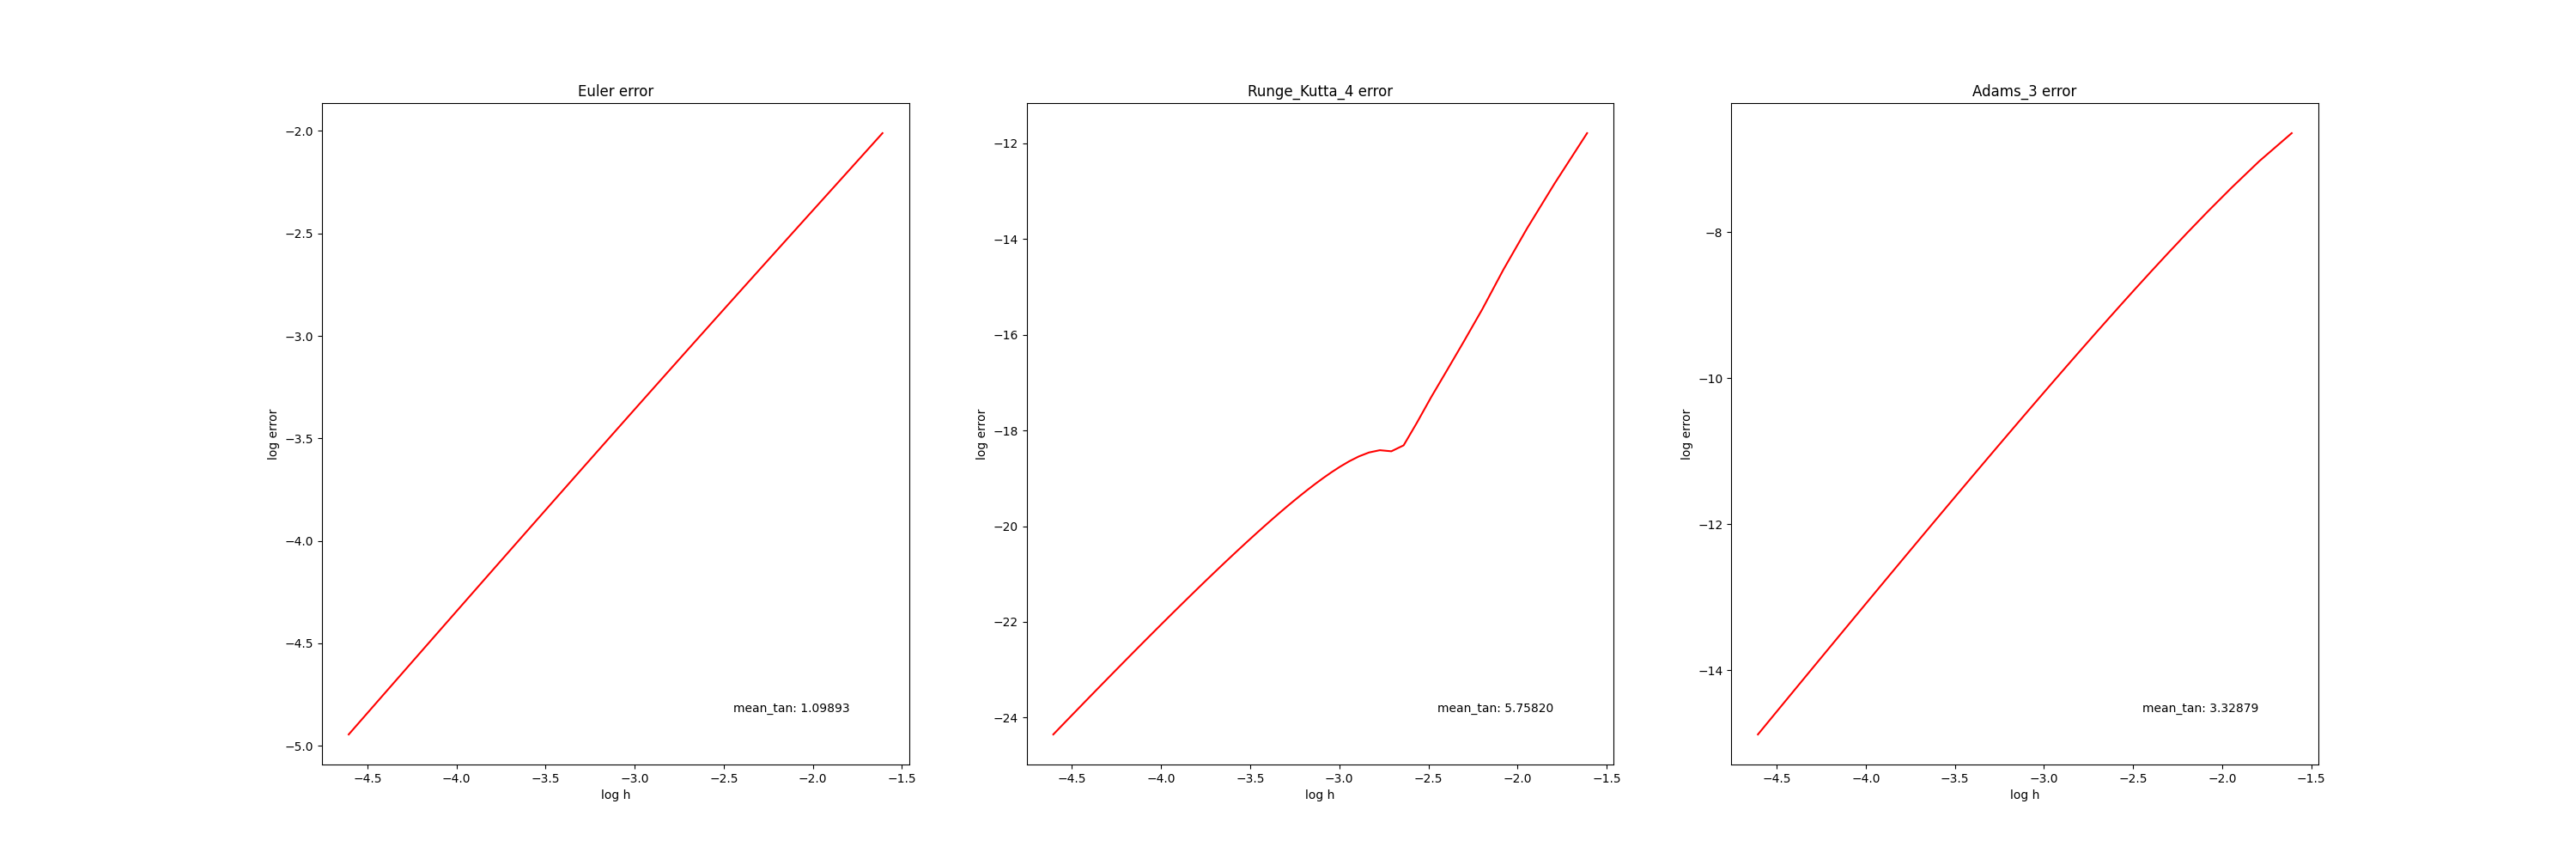 Euler error
−2.0
−2.5
−3.0
−3.5
−4.0
−4.5
−5.0
log error
mean_tan: 1.09893
−4.5 −4.0 −3.5 −3.0 −2.5 −2.0 −1.5
log h
Runge_Kutta_4 error
−12
−14
−16
−18
−20
−22
−24
log error
mean_tan: 5.75820
−4.5 −4.0 −3.5 −3.0 −2.5 −2.0 −1.5
log h
Adams_3 error
−8
−10
−12
−14
log error
mean_tan: 3.32879
−4.5 −4.0 −3.5 −3.0 −2.5 −2.0 −1.5
log h